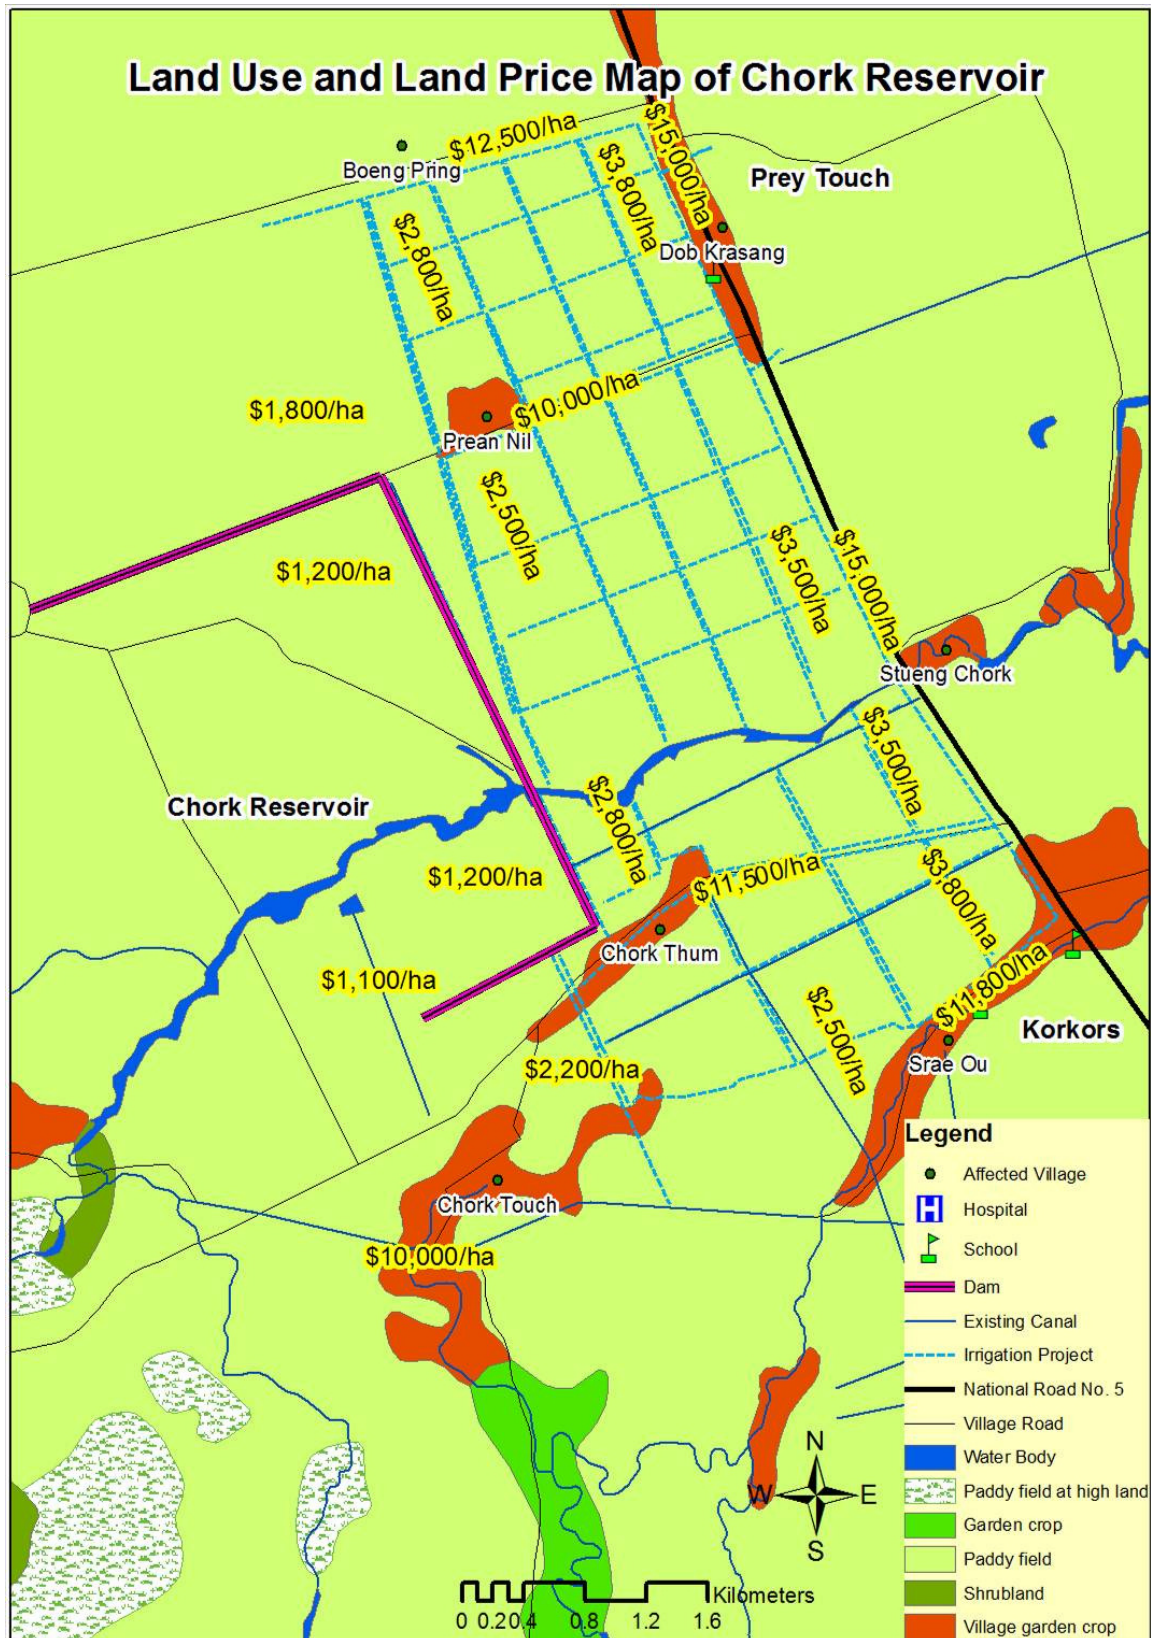 Land Use and Land Price Map of Chork Reservoir
$12,500/ha
$15,000/ha
Boeng Pring
$3,800/ha
Prey Touch
$2,800/ha
Dob Krasang
$1,800/ha
$10,000/ha
Prean Nil
$2,500/ha
$1,200/ha
$3,500/ha
$15,000/ha
Stueng Chork
$3,500/ha
Chork Reservoir
$2,800/ha
$1,200/ha
$11,500/ha
$3,800/ha
Chork Thum
$1,100/ha
$2,500/ha
$11,800/ha
Korkors
$2,200/ha
Srae Ou
Chork Touch
$10,000/ha
Legend
Affected Village
H Hospital
School
Dam
Existing Canal
Irrigation Project
National Road No. 5
Village Road
Water Body
Paddy field at high land
Garden crop
Paddy field
Shrubland
Village garden crop
N
W E
S
Kilometers
0 0.2 0.4 0.8 1.2 1.6